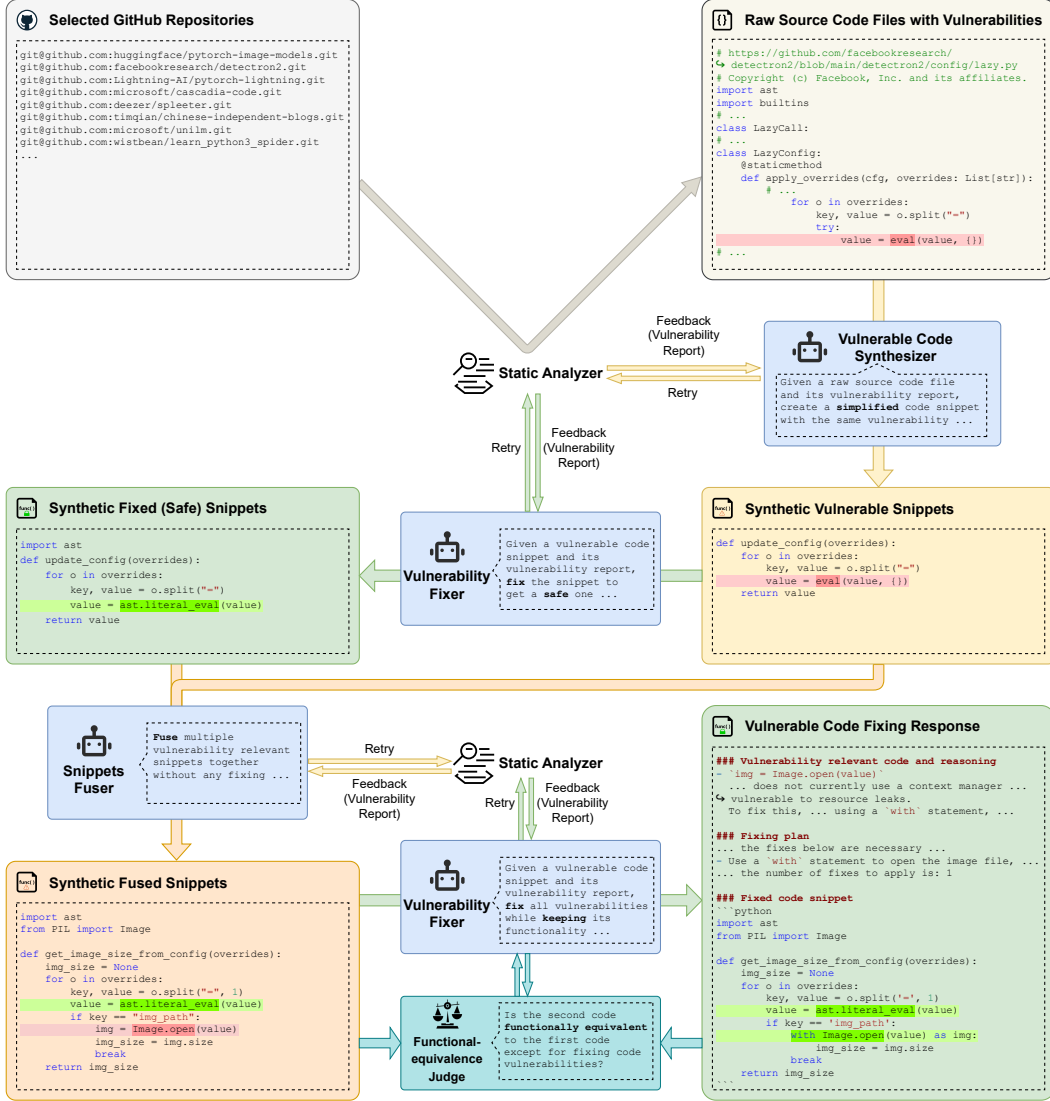 Selected GitHub Repositories
git@github.com:huggingface/pytorch-image-models.git
git@github.com:facebookresearch/detectron2.git
git@github.com:Lightning-AI/pytorch-lightning.git
git@github.com:microsoft/cascadia-code.git
git@github.com:deezer/spleeter.git
git@github.com:timqian/chinese-independent-blogs.git
git@github.com:microsoft/unilm.git
git@github.com:wistbean/learn_python3_spider.git
...
{} Raw Source Code Files with Vulnerabilities
# https://github.com/facebookresearch/
↪ detectron2/blob/main/detectron2/config/lazy.py
# Copyright (c) Facebook, Inc. and its affiliates.
import ast
import builtins
# ...
class LazyCall:
# ...
class LazyConfig:
    @staticmethod
    def apply_overrides(cfg, overrides: List[str]):
        # ...
            for o in overrides:
                key, value = o.split("=")
                try:
                    value = eval(value, {})
# ...
Static Analyzer
Feedback
(Vulnerability
Report)
Retry
Vulnerable Code
Synthesizer
Given a raw source code file
and its vulnerability report,
create a simplified code snippet
with the same vulnerability ...
Retry
Feedback
(Vulnerability
Report)
func() Synthetic Fixed (Safe) Snippets
import ast
def update_config(overrides):
    for o in overrides:
        key, value = o.split("=")
        value = ast.literal_eval(value)
    return value
Vulnerability
Fixer
Given a vulnerable code
snippet and its
vulnerability report,
fix the snippet to
get a safe one ...
func() Synthetic Vulnerable Snippets
def update_config(overrides):
    for o in overrides:
        key, value = o.split("=")
        value = eval(value, {})
    return value
Snippets
Fuser
Fuse multiple
vulnerability relevant
snippets together
without any fixing ...
Retry
Feedback
(Vulnerability
Report)
Static Analyzer
Retry
Feedback
(Vulnerability
Report)
func() Vulnerable Code Fixing Response
### Vulnerability relevant code and reasoning
- `img = Image.open(value)`
  ... does not currently use a context manager ...
↪ vulnerable to resource leaks.
  To fix this, ... using a `with` statement, ...
### Fixing plan
... the fixes below are necessary ...
- Use a `with` statement to open the image file, ...
... the number of fixes to apply is: 1
### Fixed code snippet
```python
import ast
from PIL import Image
def get_image_size_from_config(overrides):
    img_size = None
    for o in overrides:
        key, value = o.split('=', 1)
        value = ast.literal_eval(value)
        if key == 'img_path':
            with Image.open(value) as img:
                img_size = img.size
            break
    return img_size
```
func() Synthetic Fused Snippets
import ast
from PIL import Image
def get_image_size_from_config(overrides):
    img_size = None
    for o in overrides:
        key, value = o.split("=", 1)
        value = ast.literal_eval(value)
        if key == "img_path":
            img = Image.open(value)
            img_size = img.size
            break
    return img_size
Vulnerability
Fixer
Given a vulnerable code
snippet and its
vulnerability report,
fix all vulnerabilities
while keeping its
functionality ...
Functional-
equivalence
Judge
Is the second code
functionally equivalent
to the first code
except for fixing code
vulnerabilities?